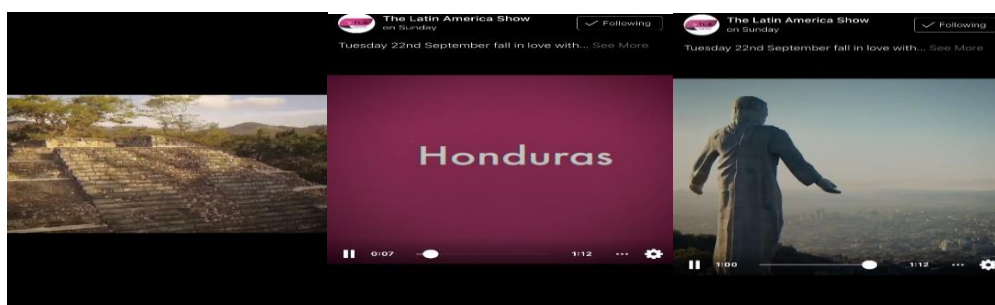 The Latin America Show
on Sunday
Following
Tuesday 22nd September fall in love with... See More
Honduras
0:07
1:12
The Latin America Show
on Sunday
Following
Tuesday 22nd September fall in love with... See More
1:00
1:12